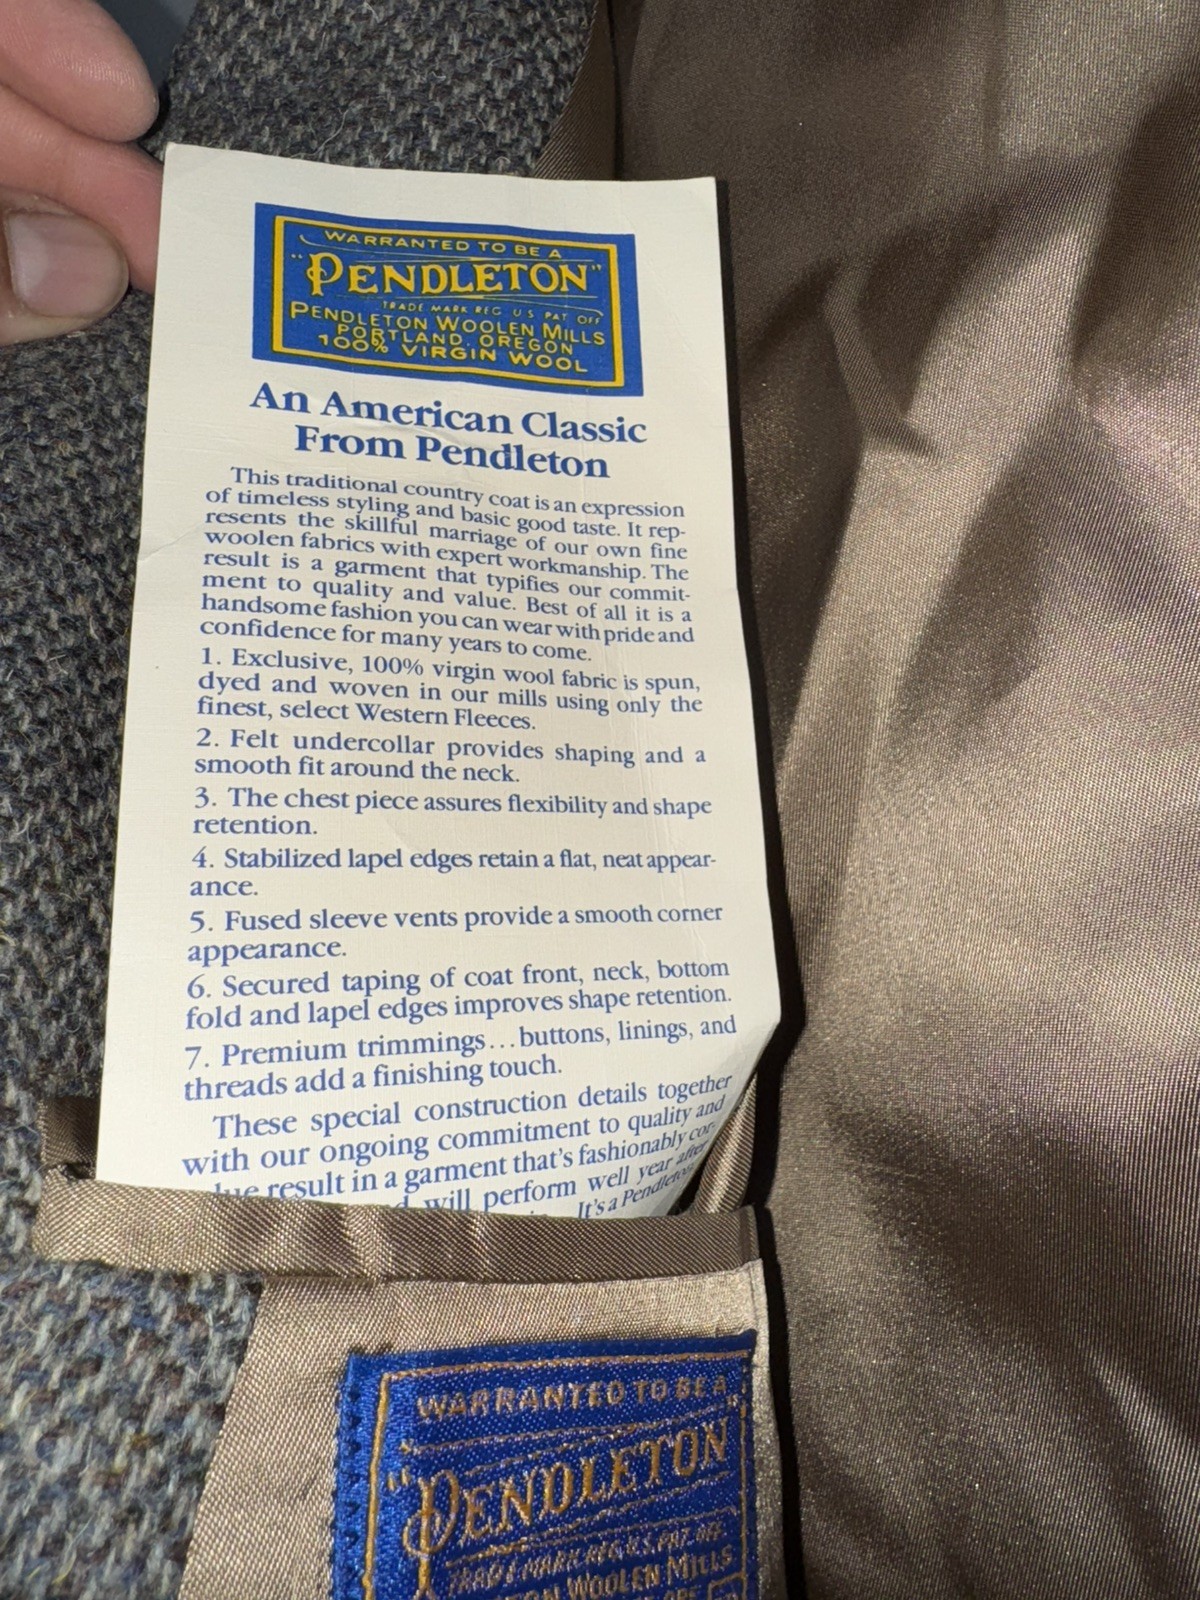 WARRANTED TO BE A
"PENDLETON"
TRADE MARK REG U S PAT OFF
PENDLETON WOOLEN MILLS
PORTLAND, OREGON
100% VIRGIN WOOL
An American Classic
From Pendleton
This traditional country coat is an expression
of timeless styling and basic good taste. It rep-
resents the skillful marriage of our own fine
woolen fabrics with expert workmanship. The
result is a garment that typifies our commit-
ment to quality and value. Best of all it is a
handsome fashion you can wear with pride and
confidence for many years to come.
1. Exclusive, 100% virgin wool fabric is spun,
dyed and woven in our mills using only the
finest, select Western Fleeces.
2. Felt undercollar provides shaping and a
smooth fit around the neck.
3. The chest piece assures flexibility and shape
retention.
4. Stabilized lapel edges retain a flat, neat appear-
ance.
5. Fused sleeve vents provide a smooth corner
appearance.
6. Secured taping of coat front, neck, bottom
fold and lapel edges improves shape retention.
7. Premium trimmings...buttons, linings, and
threads add a finishing touch.
These special construction details together
with our ongoing commitment to quality and
lue result in a garment that's fashionably cor-
will perform well year after
It's a Pendleton
WARRANTED TO BE A
"PENDLETON"
TRADE MARK REG U.S. PAT. OFF.
WOOLEN MILLS